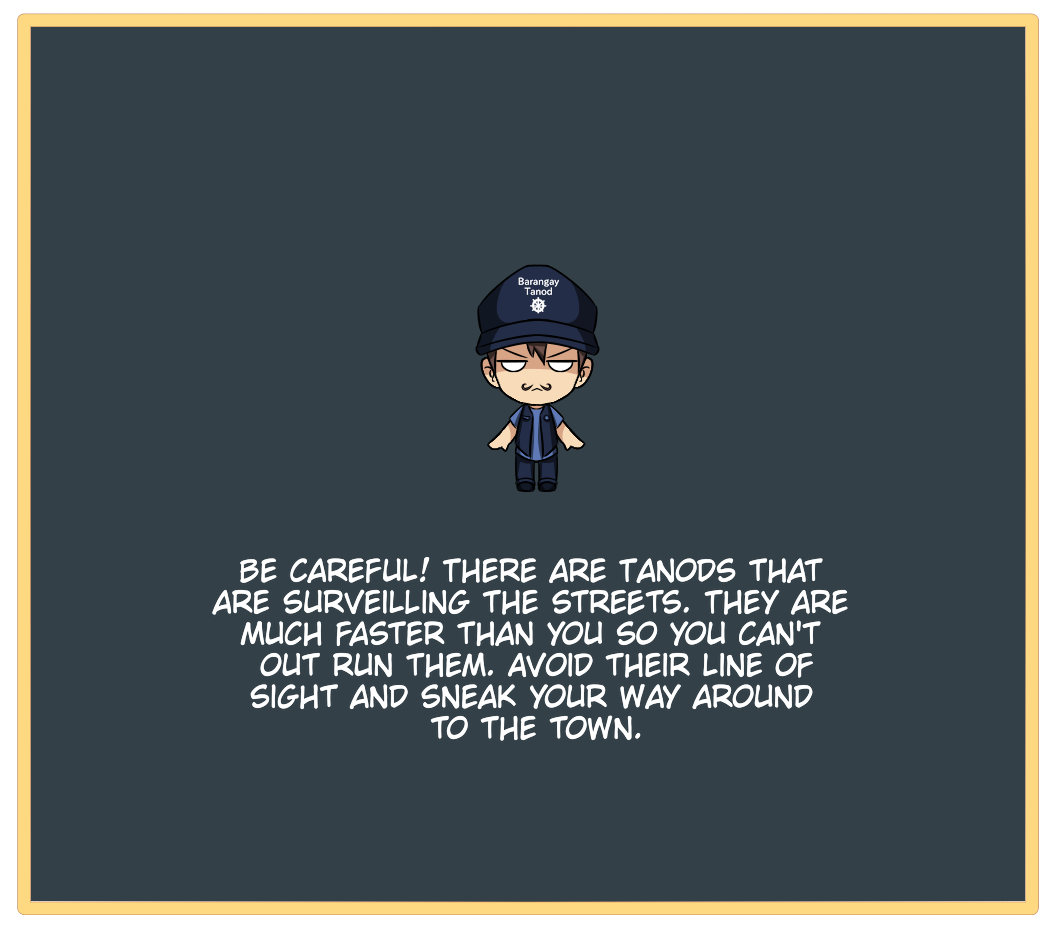 Barangay
Tanod
BE CAREFUL! THERE ARE TANODS THAT
ARE SURVEILLING THE STREETS. THEY ARE
MUCH FASTER THAN YOU SO YOU CAN'T
OUT RUN THEM. AVOID THEIR LINE OF
SIGHT AND SNEAK YOUR WAY AROUND
TO THE TOWN.